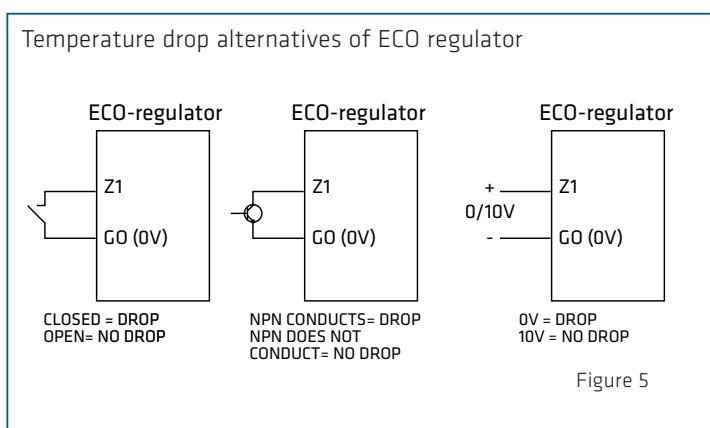 Temperature drop alternatives of ECO regulator
ECO-regulator
Z1
GO (0V)
CLOSED = DROP
OPEN= NO DROP
ECO-regulator
Z1
GO (0V)
NPN CONDUCTS= DROP
NPN DOES NOT
CONDUCT= NO DROP
ECO-regulator
+
0/10V
-
Z1
GO (0V)
0V = DROP
10V = NO DROP
Figure 5